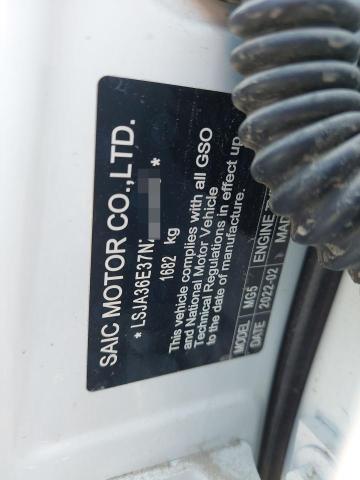 SAIC MOTOR CO.,LTD.
* LSJA36E37N *
1682 kg
This vehicle complies with all GSO
and National Motor Vehicle
Technical Regulations in effect up
to the date of manufacture.
MODEL MG5 ENGINE
DATE 2022-02 MAD